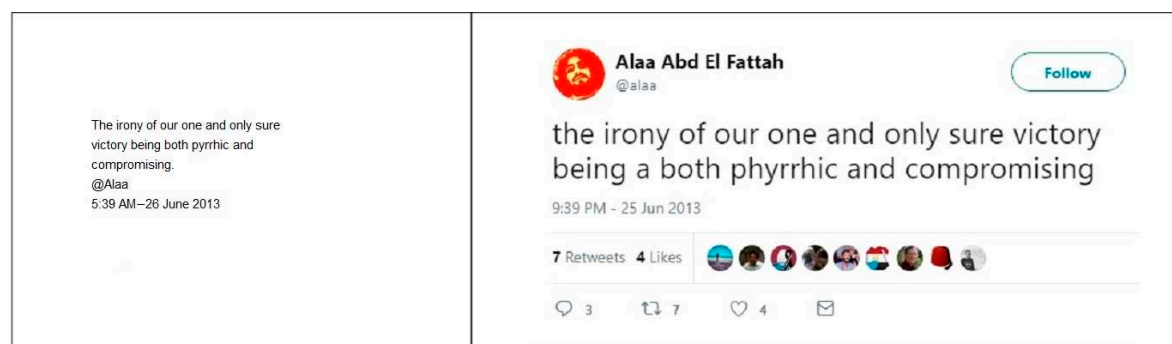 The irony of our one and only sure
victory being both pyrrhic and
compromising.
@Alaa
5:39 AM–26 June 2013
Alaa Abd El Fattah
@alaa
Follow
the irony of our one and only sure victory
being a both phyrrhic and compromising
9:39 PM - 25 Jun 2013
7 Retweets 4 Likes
3 7 4